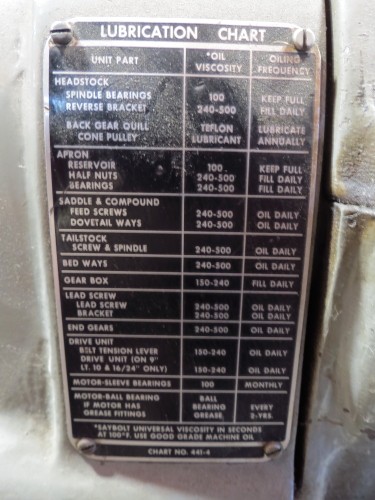 LUBRICATION CHART
UNIT PART *OIL VISCOSITY OILING FREQUENCY
HEADSTOCK
SPINDLE BEARINGS 100 KEEP FULL
REVERSE BRACKET 240-500 FILL DAILY
BACK GEAR QUILL TEFLON LUBRICATE
CONE PULLEY LUBRICANT ANNUALLY
APRON
RESERVOIR 100 KEEP FULL
HALF NUTS 240-500 FILL DAILY
BEARINGS 240-500 FILL DAILY
SADDLE & COMPOUND
FEED SCREWS 240-500 OIL DAILY
DOVETAIL WAYS 240-500 OIL DAILY
TAILSTOCK
SCREW & SPINDLE 240-500 OIL DAILY
BED WAYS 240-500 OIL DAILY
GEAR BOX 150-240 FILL DAILY
LEAD SCREW
LEAD SCREW 240-500 OIL DAILY
BRACKET 240-500 OIL DAILY
END GEARS 240-500 OIL DAILY
DRIVE UNIT
BELT TENSION LEVER 150-240 OIL DAILY
DRIVE UNIT (ON 9"
LT. 10 & 16/24" ONLY) 150-240 OIL DAILY
MOTOR-SLEEVE BEARINGS 100 MONTHLY
MOTOR-BALL BEARING BALL
IF MOTOR HAS BEARING EVERY
GREASE FITTINGS GREASE 2-YRS.
*SAYBOLT UNIVERSAL VISCOSITY IN SECONDS
AT 100°F. USE GOOD GRADE MACHINE OIL
CHART NO. 441-4